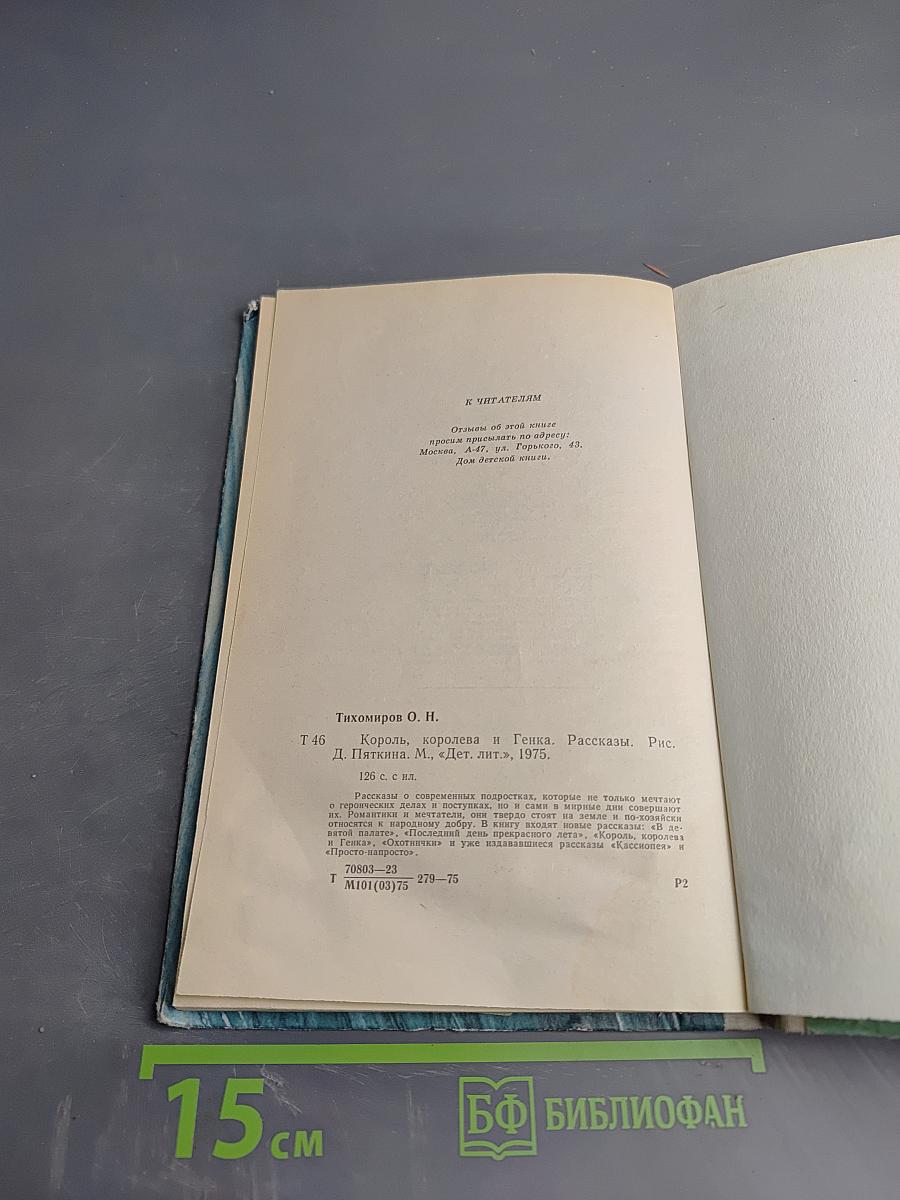 К ЧИТАТЕЛЯМ
Отзывы об этой книге
просим присылать по адресу:
Москва, А-47, ул. Горького, 43.
Дом детской книги.
Тихомиров О. Н.
Т 46 Король, королева и Генка. Рассказы. Рис.
Д. Пяткина. М., «Дет. лит.», 1975.
126 с. с ил.
Рассказы о современных подростках, которые не только мечтают
о героических делах и поступках, но и сами в мирные дни совершают
их. Романтики и мечтатели, они твердо стоят на земле и по-хозяйски
относятся к народному добру. В книгу входят новые рассказы: «В де-
вятой палате», «Последний день прекрасного лета», «Король, королева
и Генка», «Охотнички» и уже издававшиеся рассказы «Кассиопея» и
«Просто-напросто».
Т 70803—23
М101(03)75 279—75 Р2
15 см
БФ БИБЛИОФАН